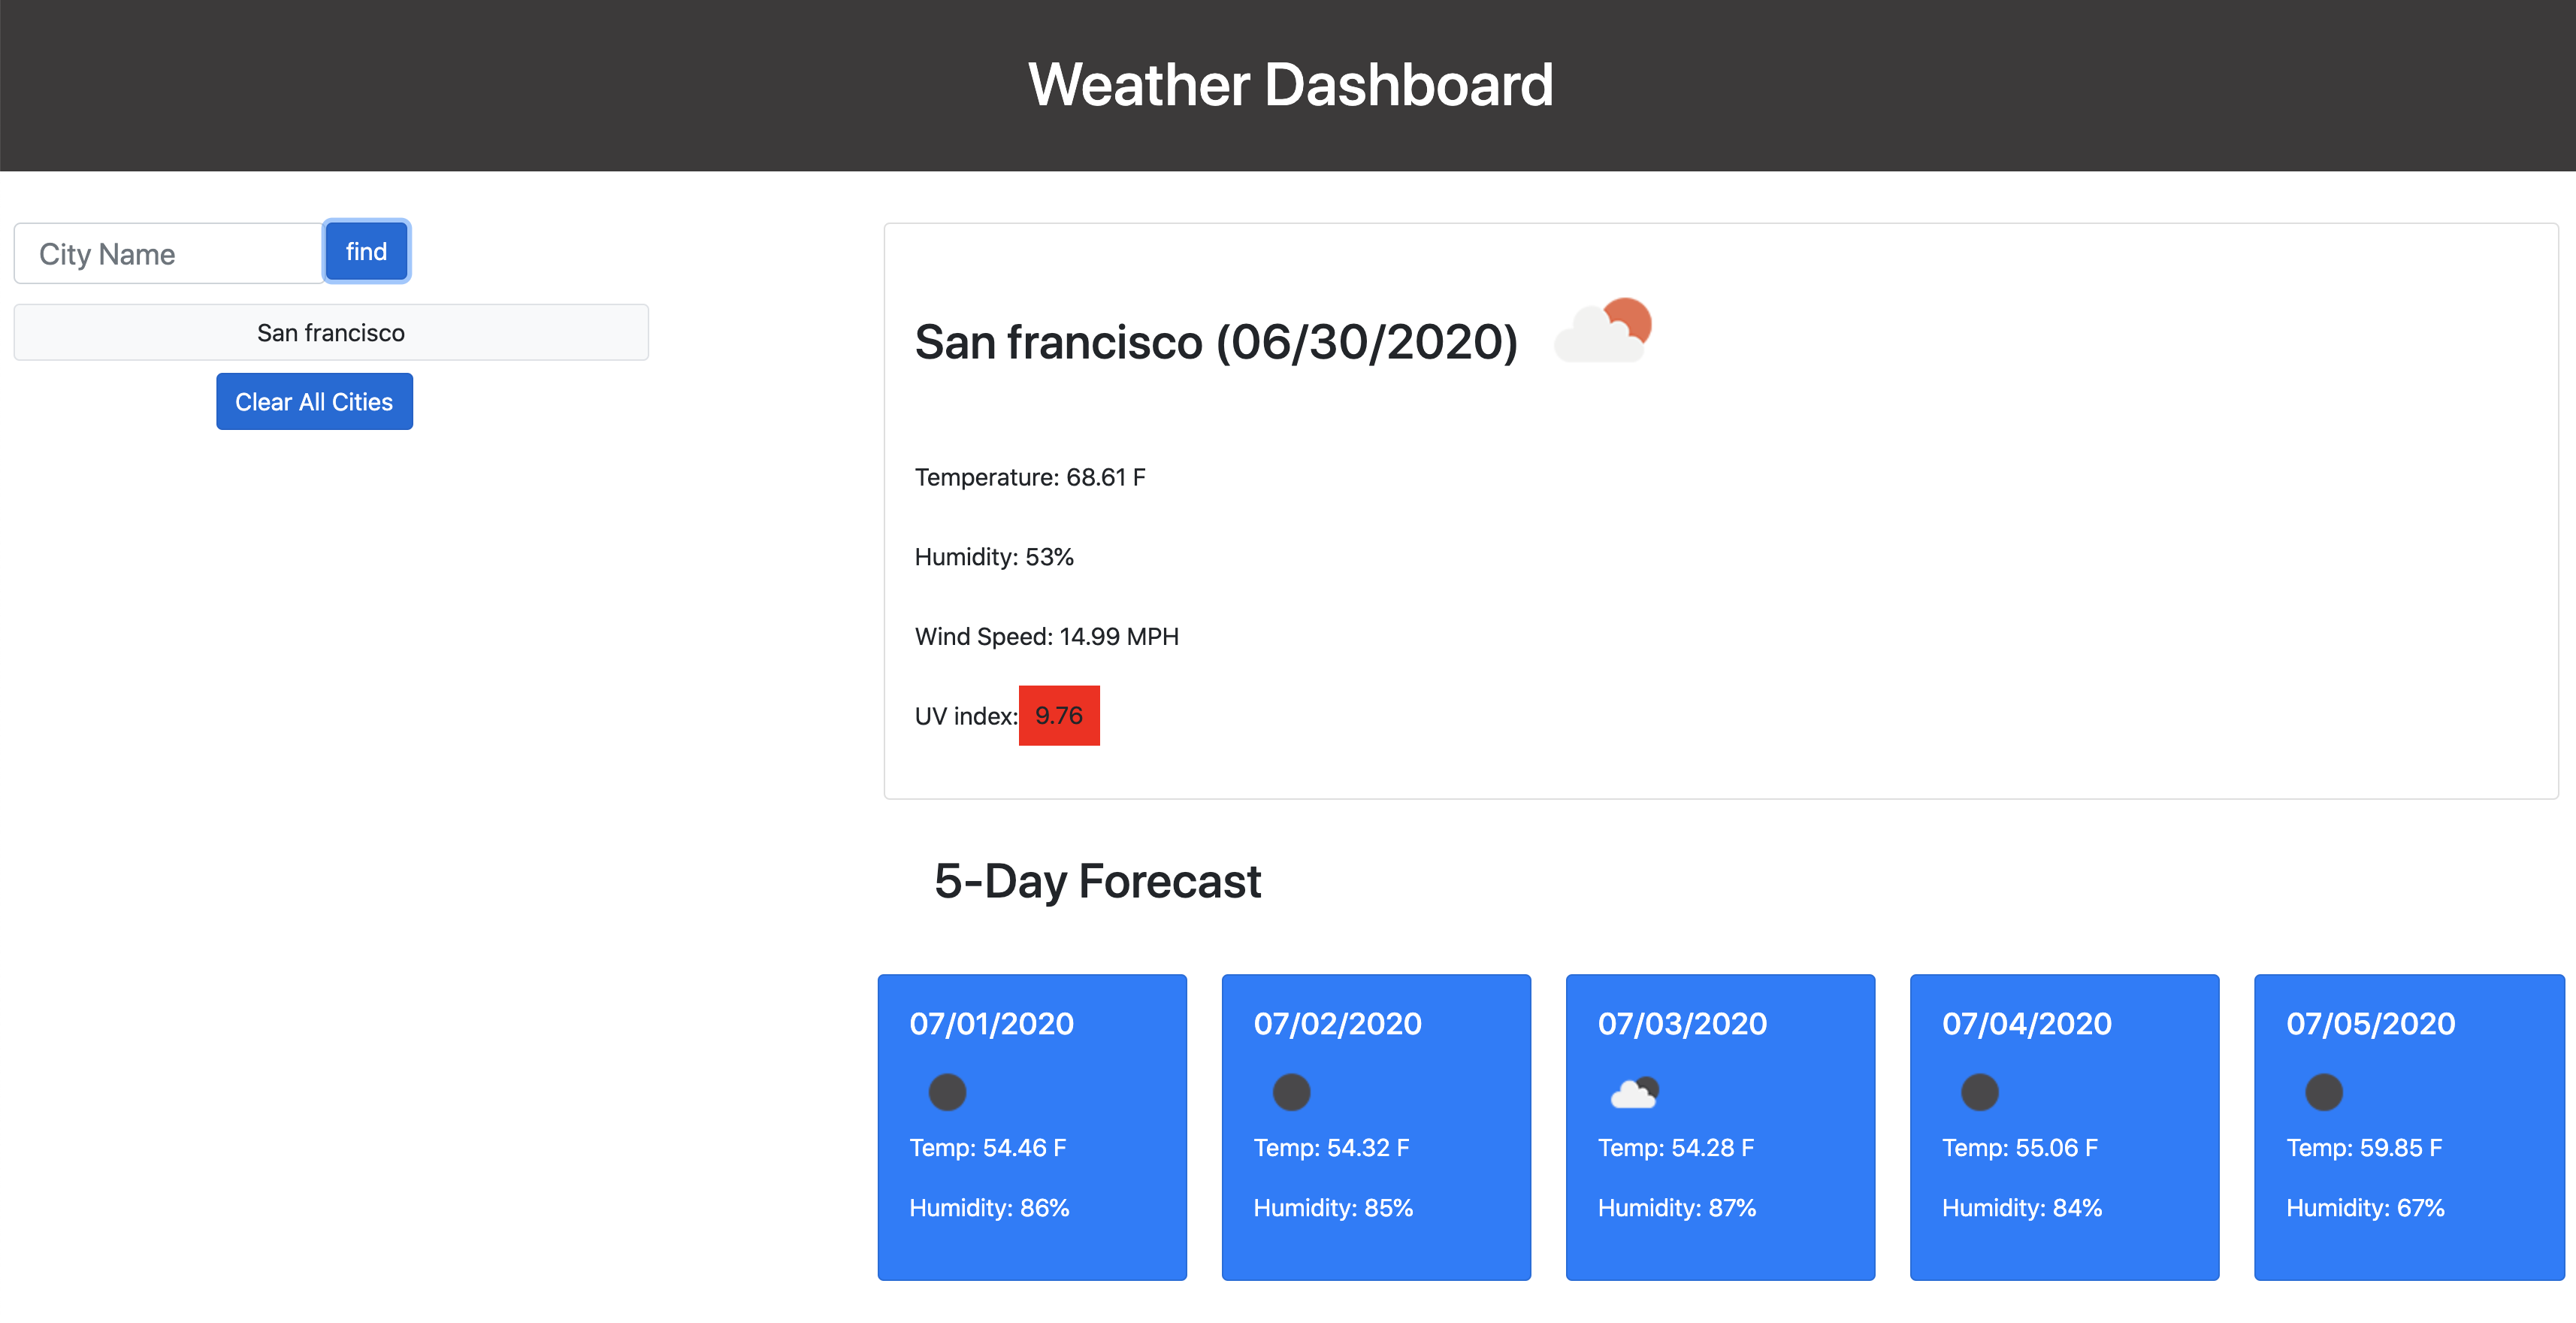 Weather Dashboard
City Name
find
San francisco
Clear All Cities
San francisco (06/30/2020)
Temperature: 68.61 F
Humidity: 53%
Wind Speed: 14.99 MPH
UV index: 9.76
5-Day Forecast
07/01/2020
Temp: 54.46 F
Humidity: 86%
07/02/2020
Temp: 54.32 F
Humidity: 85%
07/03/2020
Temp: 54.28 F
Humidity: 87%
07/04/2020
Temp: 55.06 F
Humidity: 84%
07/05/2020
Temp: 59.85 F
Humidity: 67%